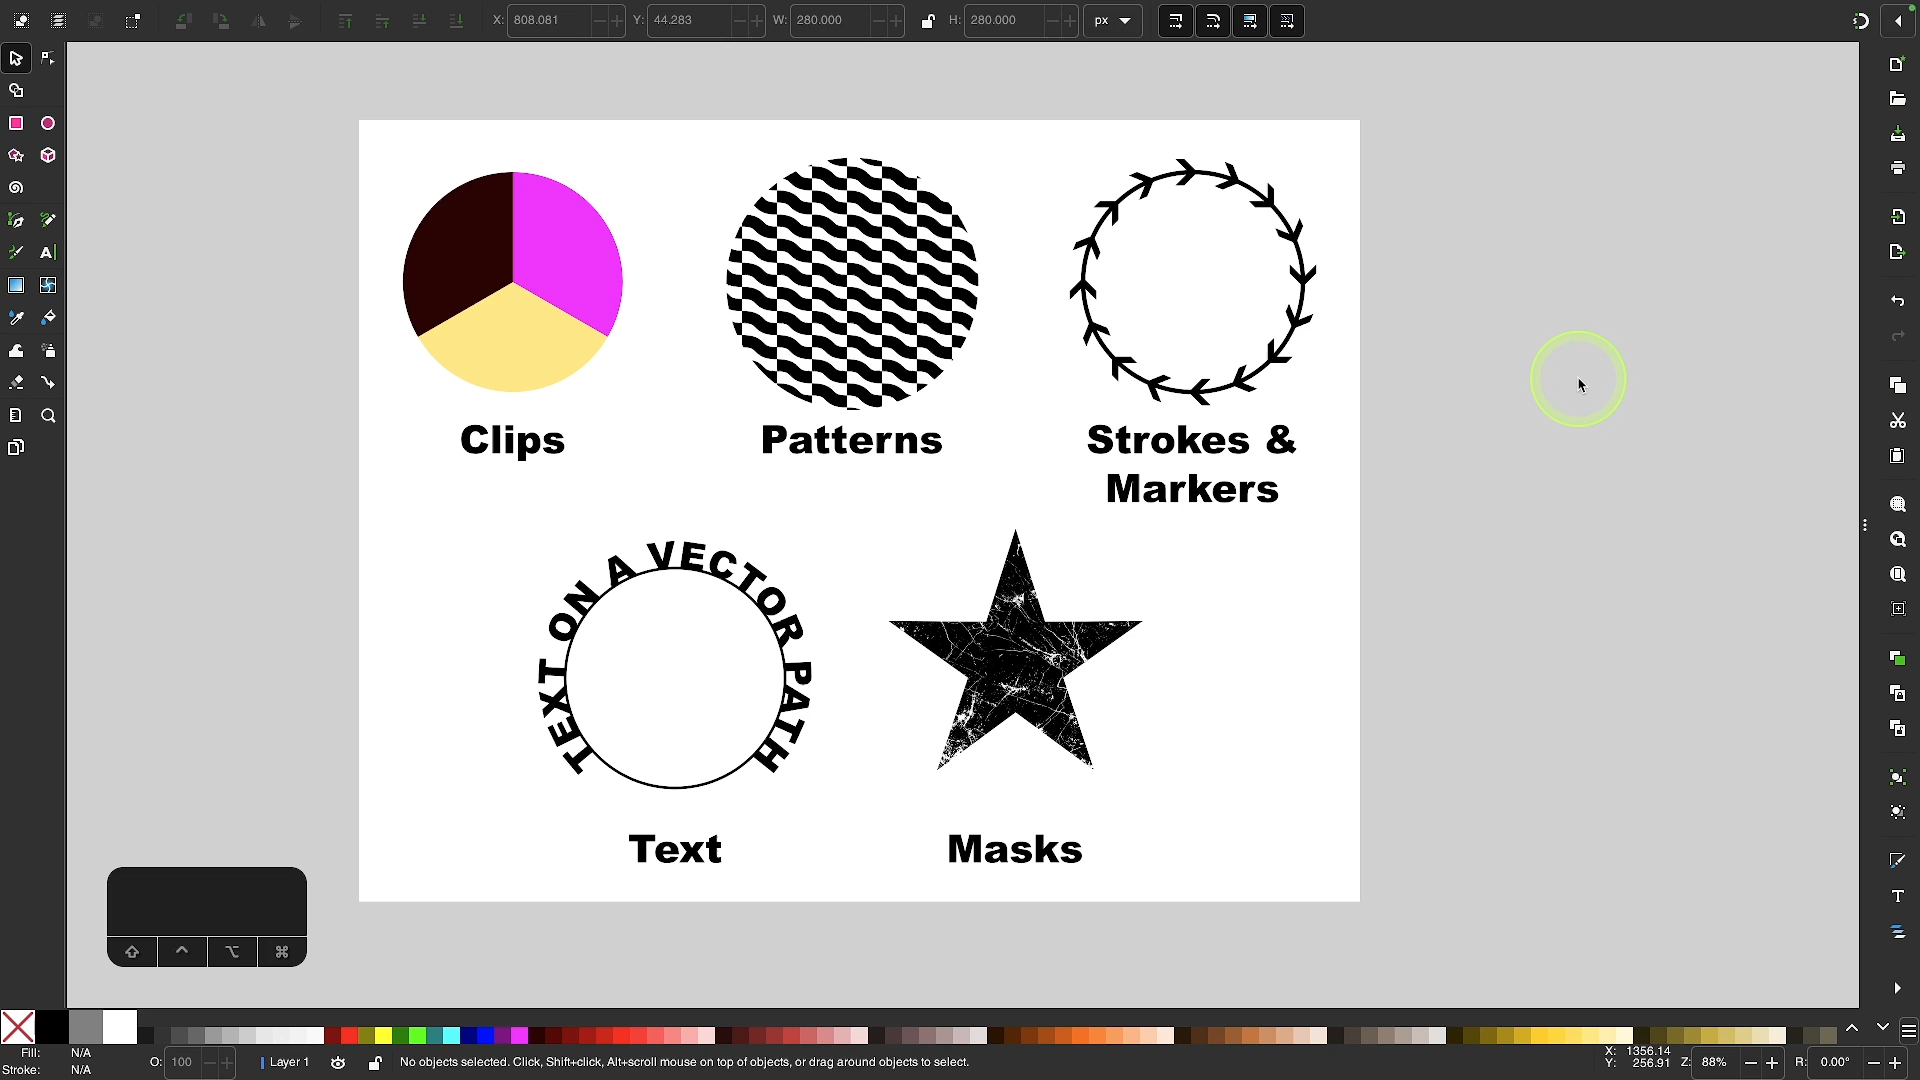 X: 808.081 Y: 44.283 W: 280.000 H: 280.000 px
A
Clips
Patterns
Strokes &
Markers
TEXT ON A VECTOR PATH
Text
Masks
T
Fill: N/A
Stroke: N/A
O: 100
Layer 1
No objects selected. Click, Shift+click, Alt+scroll mouse on top of objects, or drag around objects to select.
X: 1356.14
Y: 256.91
Z: 88%
R: 0.00°